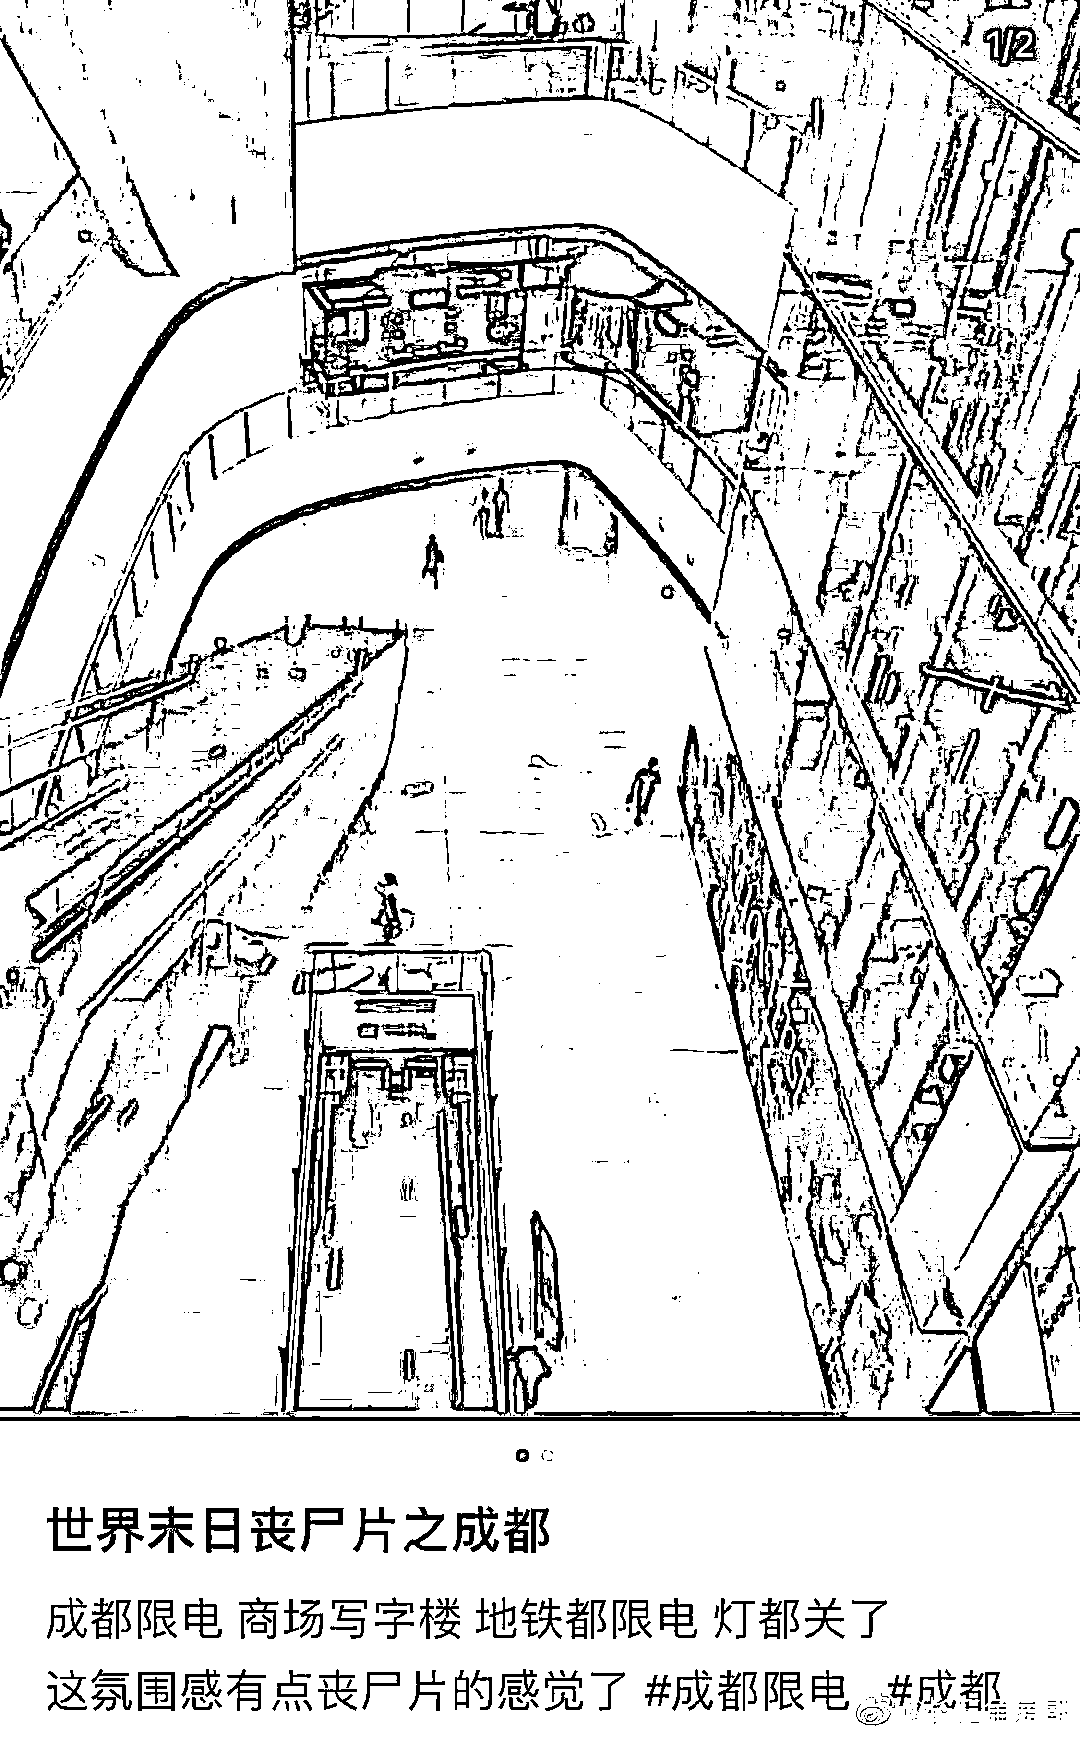 1/2
世界末日丧尸片之成都
成都限电 商场写字楼 地铁都限电 灯都关了
这氛围感有点丧尸片的感觉了 #成都限电 #成都